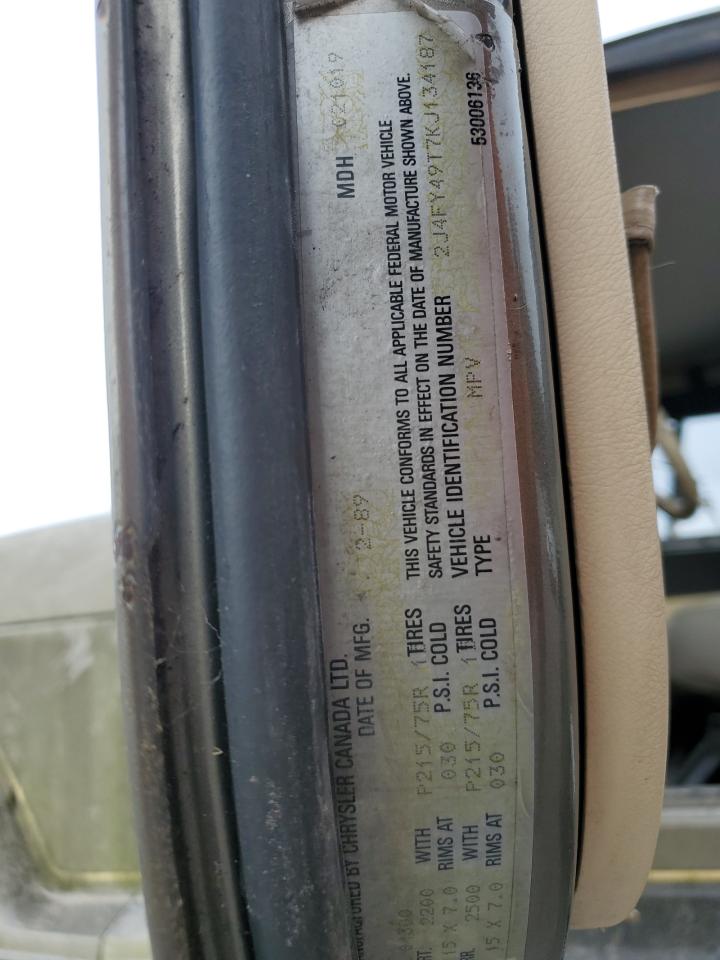 BY CHRYSLER CANADA LTD.
DATE OF MFG. 2-89 MDH 021019
2200 WITH P215/75R TIRES
15 X 7.0 RIMS AT 030 P.S.I. COLD
2500 WITH P215/75R TIRES
15 X 7.0 RIMS AT 030 P.S.I. COLD
THIS VEHICLE CONFORMS TO ALL APPLICABLE FEDERAL MOTOR VEHICLE
SAFETY STANDARDS IN EFFECT ON THE DATE OF MANUFACTURE SHOWN ABOVE.
VEHICLE IDENTIFICATION NUMBER 2J4FY49T7KJ134187
TYPE MPV
53006136